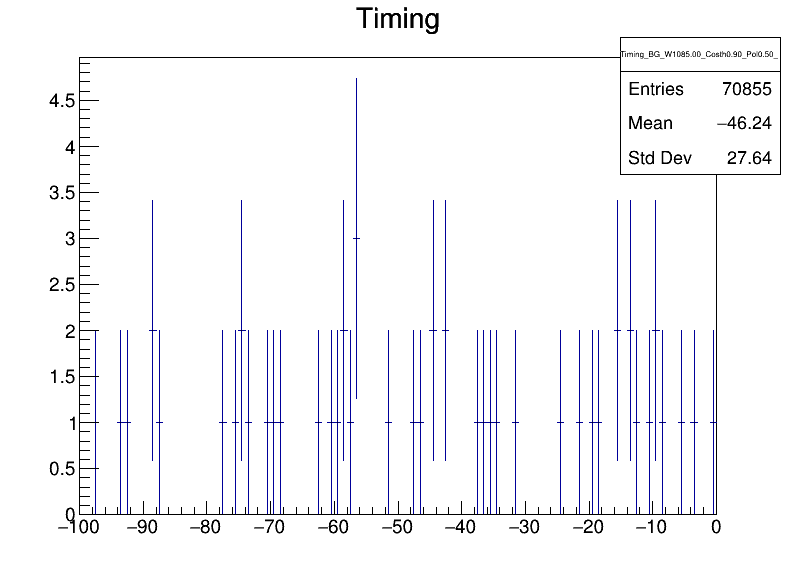 Timing
Timing_BG_W1085.00_Costh0.90_Pol0.50_
Entries 70855
Mean −46.24
Std Dev 27.64
4.5
4
3.5
3
2.5
2
1.5
1
0.5
0
−100 −90 −80 −70 −60 −50 −40 −30 −20 −10 0